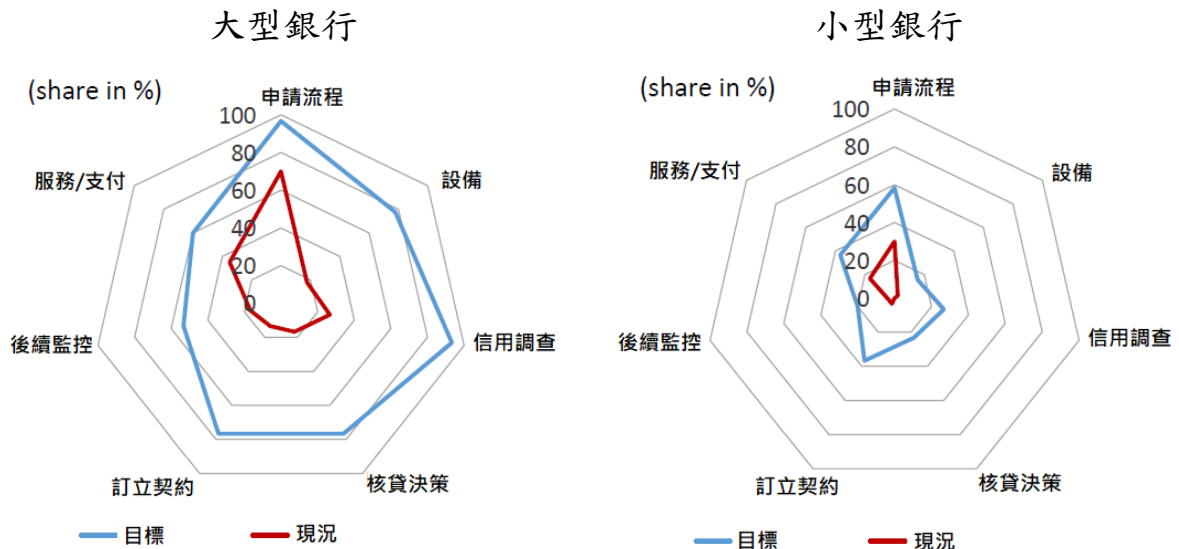 大型銀行
(share in %)
申請流程
設備
信用調查
核貸決策
訂立契約
後續監控
服務/支付
100
80
60
40
20
0
目標
現況
小型銀行
(share in %)
申請流程
設備
信用調查
核貸決策
訂立契約
後續監控
服務/支付
100
80
60
40
20
0
目標
現況